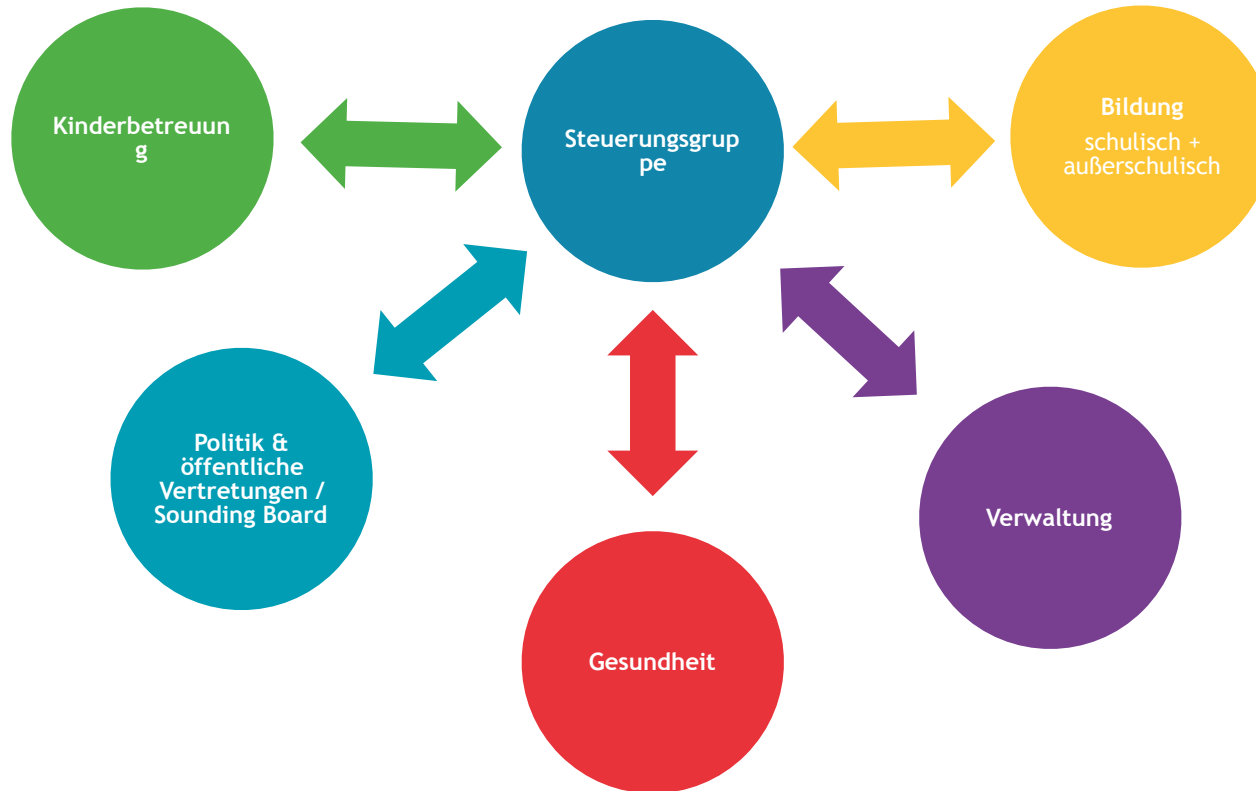 Kinderbetreuun
g
Steuerungsgrup
pe
Bildung
schulisch +
außerschulisch
Politik &
öffentliche
Vertretungen /
Sounding Board
Verwaltung
Gesundheit